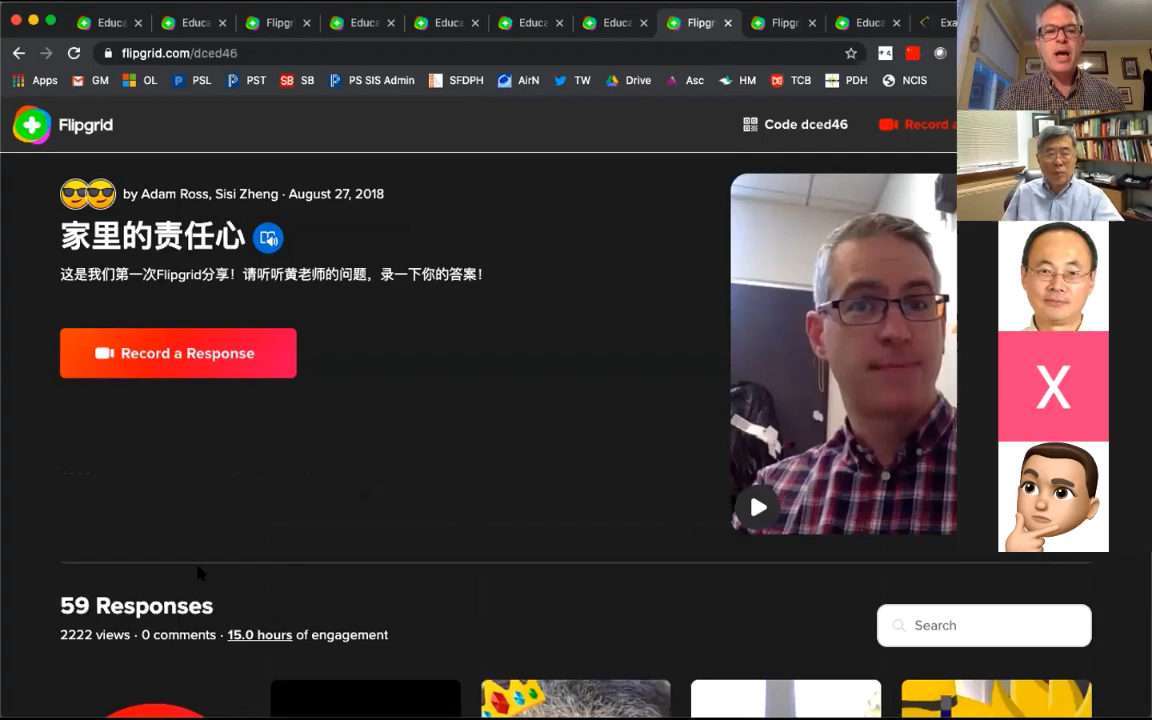 Educa
Educa
Flipgr
Educa
Educa
Educa
Educa
Flipgr
Flipgr
Educa
Exa
flipgrid.com/dced46
Apps
GM
OL
PSL
PST
SB SB
PS SIS Admin
SFDPH
AirN
TW
Drive
Asc
HM
TCB
PDH
NCIS
Flipgrid
Code dced46
Record a
by Adam Ross, Sisi Zheng · August 27, 2018
家里的责任心
这是我们第一次Flipgrid分享！请听听黄老师的问题，录一下你的答案！
Record a Response
X
59 Responses
2222 views · 0 comments · 15.0 hours of engagement
Search